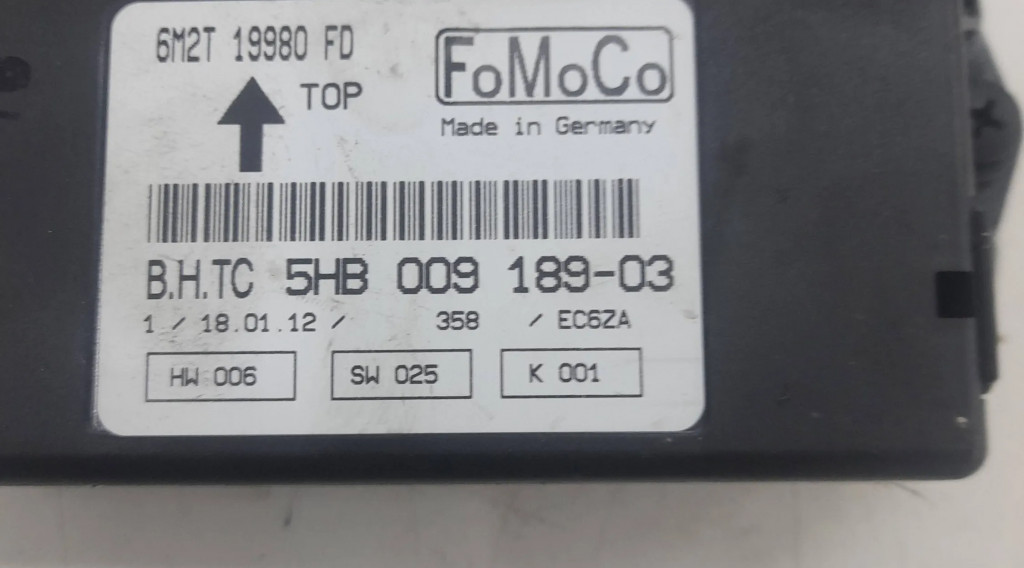 6M2T 19980 FD
TOP
FoMoCo
Made in Germany
B.H.TC 5HB 009 189-03
1 / 18.01.12 / 358 / EC6ZA
HW 006 SW 025 K 001